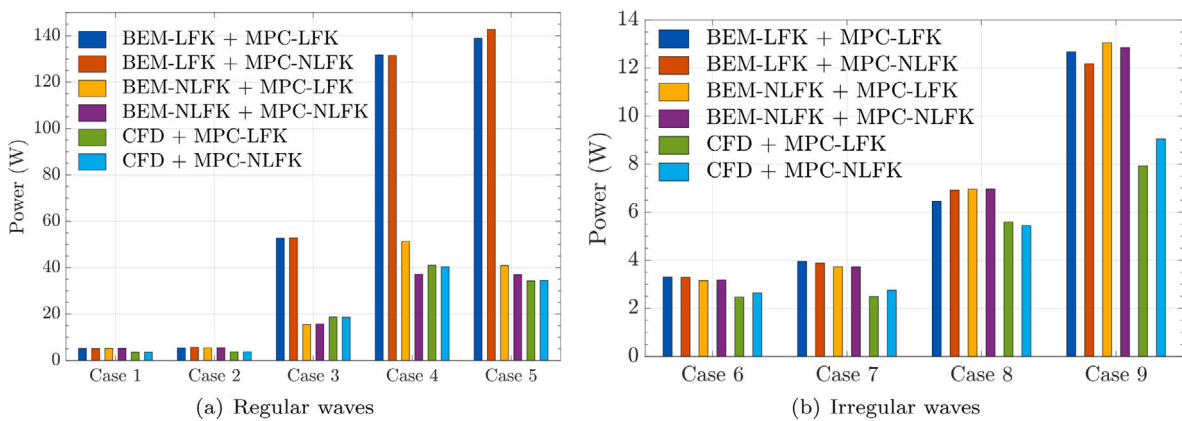 140
120
100
80
60
40
20
0
Power (W)
BEM-LFK + MPC-LFK
BEM-LFK + MPC-NLFK
BEM-NLFK + MPC-LFK
BEM-NLFK + MPC-NLFK
CFD + MPC-LFK
CFD + MPC-NLFK
Case 1 Case 2 Case 3 Case 4 Case 5
(a) Regular waves
14
12
10
8
6
4
2
0
Power (W)
BEM-LFK + MPC-LFK
BEM-LFK + MPC-NLFK
BEM-NLFK + MPC-LFK
BEM-NLFK + MPC-NLFK
CFD + MPC-LFK
CFD + MPC-NLFK
Case 6 Case 7 Case 8 Case 9
(b) Irregular waves